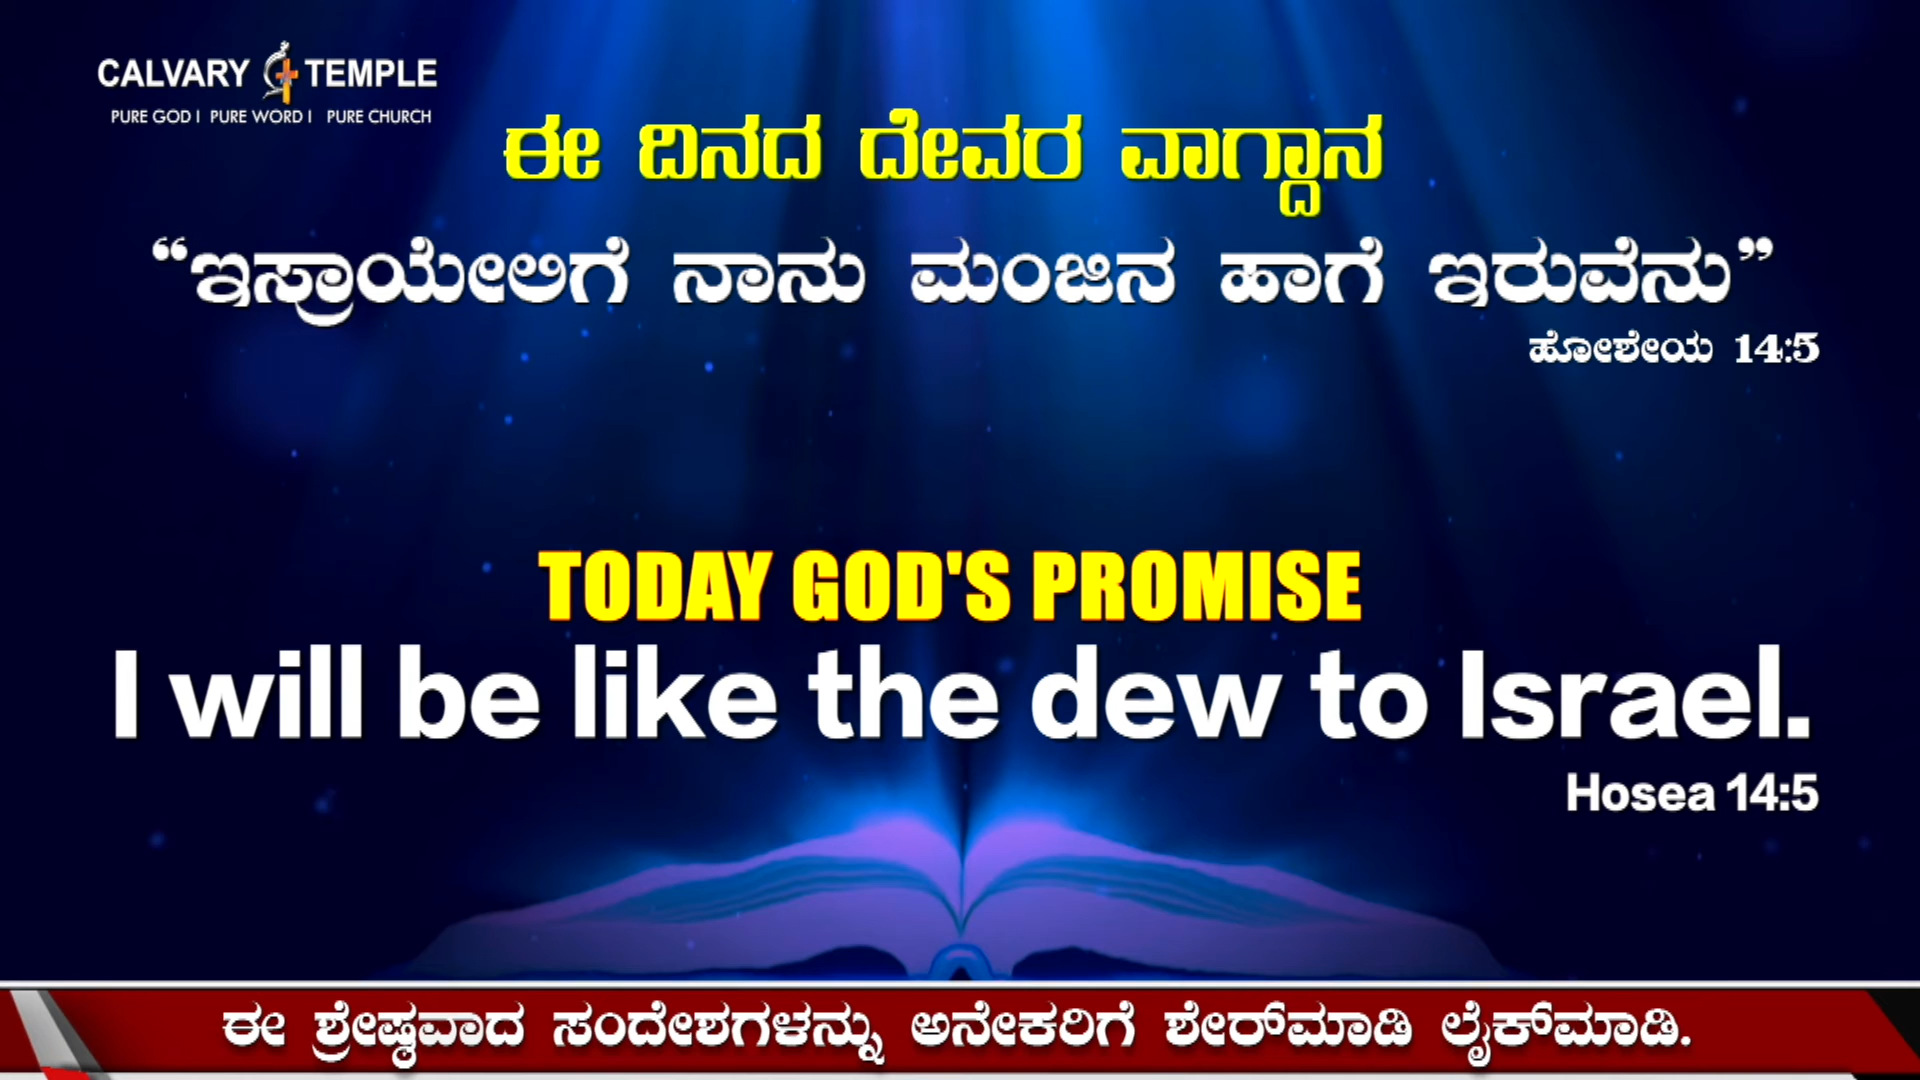 CALVARY TEMPLE
PURE GOD I PURE WORD I PURE CHURCH
ಈ ದಿನದ ದೇವರ ವಾಗ್ದಾನ
“ಇಸ್ರಾಯೇಲಿಗೆ ನಾನು ಮಂಜಿನ ಹಾಗೆ ಇರುವೆನು”
ಹೋಶೇಯ 14:5
TODAY GOD'S PROMISE
I will be like the dew to Israel.
Hosea 14:5
ಈ ಶ್ರೇಷ್ಠವಾದ ಸಂದೇಶಗಳನ್ನು ಅನೇಕರಿಗೆ ಶೇರ್‌ಮಾಡಿ ಲೈಕ್‌ಮಾಡಿ.